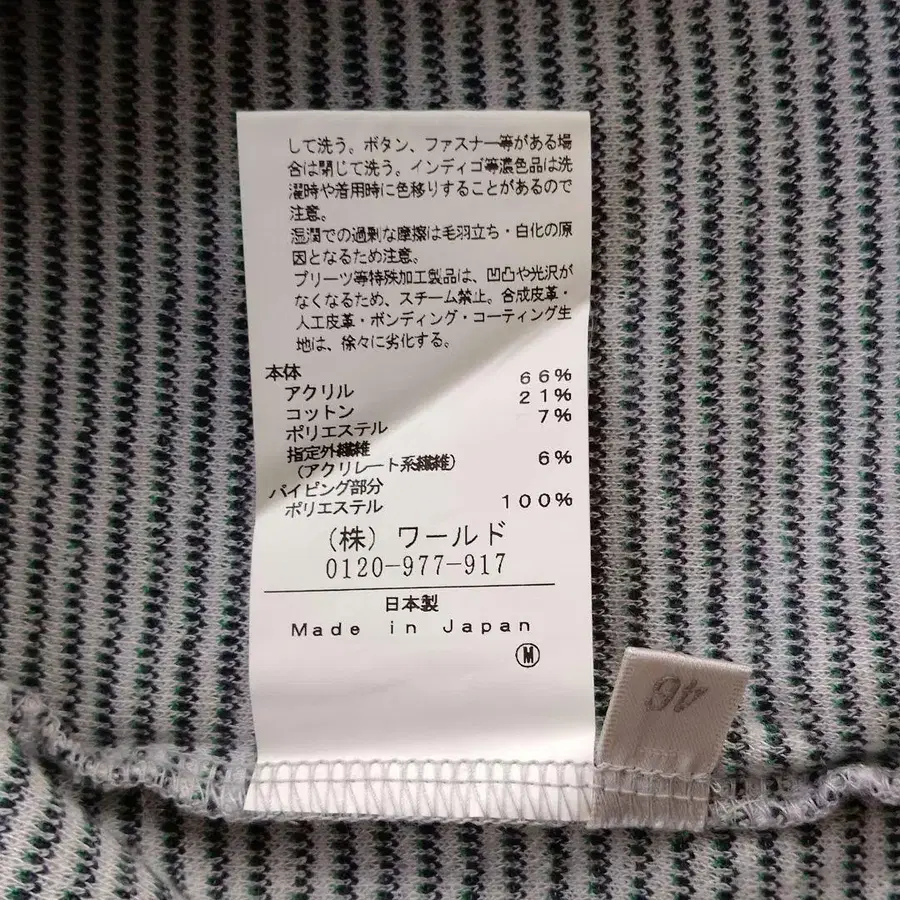 して洗う。ボタン、ファスナー等がある場
合は閉じて洗う。インディゴ等濃色品は洗
濯時や着用時に色移りすることがあるので
注意。
湿潤での過剰な摩擦は毛羽立ち・白化の原
因となるため注意。
プリーツ等特殊加工製品は、凹凸や光沢が
なくなるため、スチーム禁止。合成皮革・
人工皮革・ボンディング・コーティング生
地は、徐々に劣化する。
本体
アクリル 66%
コットン 21%
ポリエステル 7%
指定外繊維
(アクリレート系繊維) 6%
パイピング部分
ポリエステル 100%
(株)ワールド
0120-977-917
日本製
Made in Japan
M